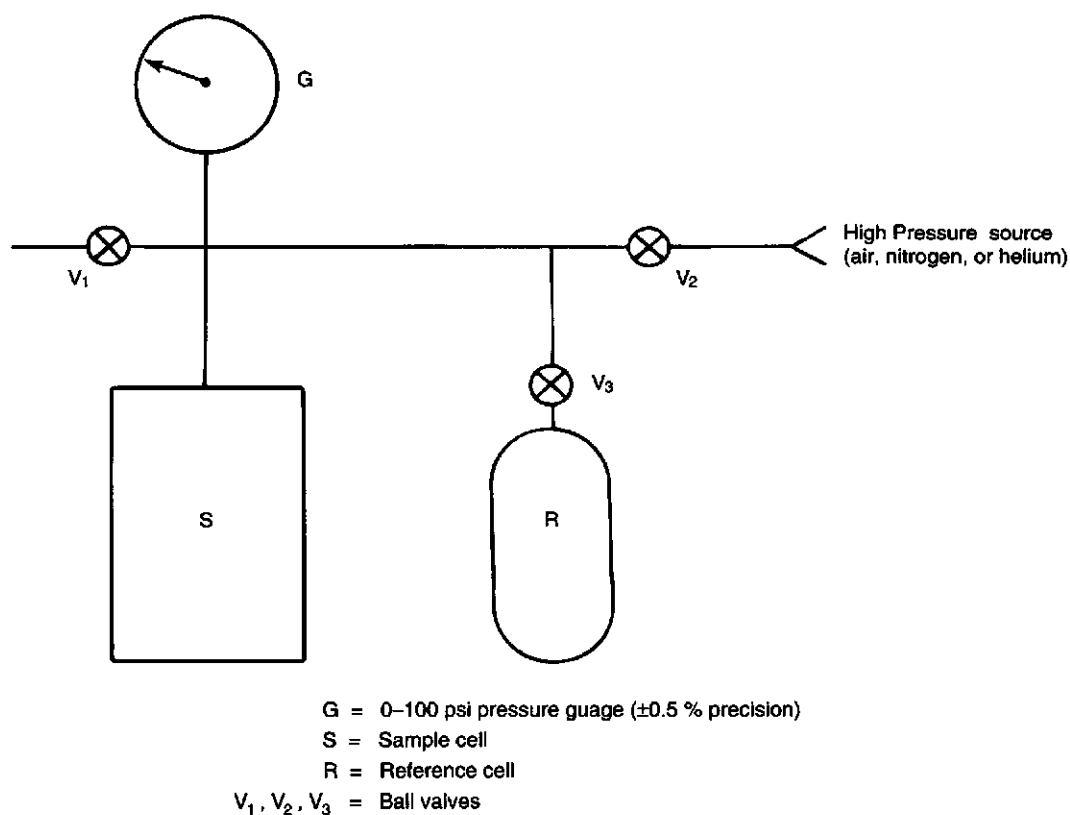 G
V₁
V₂
High Pressure source
(air, nitrogen, or helium)
V₃
S
R
G = 0–100 psi pressure guage (±0.5 % precision)
S = Sample cell
R = Reference cell
V₁ , V₂ , V₃ = Ball valves